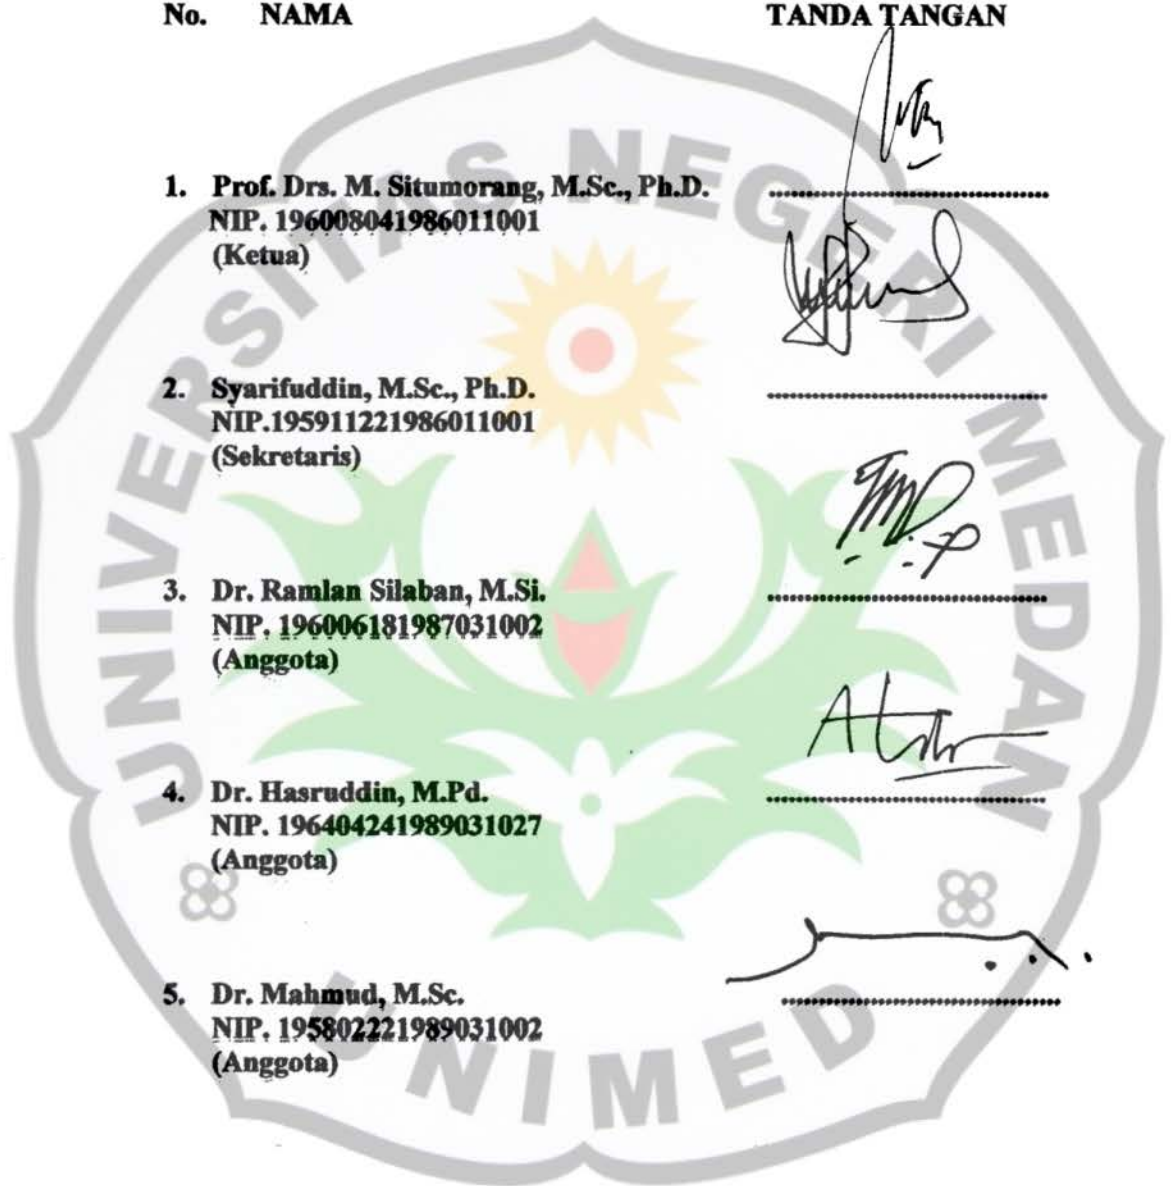 No. NAMA TANDA TANGAN
1. Prof. Drs. M. Situmorang, M.Sc., Ph.D. ........................................
NIP. 196008041986011001
(Ketua)
2. Syarifuddin, M.Sc., Ph.D. ........................................
NIP.195911221986011001
(Sekretaris)
3. Dr. Ramlan Silaban, M.Si. ........................................
NIP. 196006181987031002
(Anggota)
4. Dr. Hasruddin, M.Pd. ........................................
NIP. 196404241989031027
(Anggota)
5. Dr. Mahmud, M.Sc. ........................................
NIP. 195802221989031002
(Anggota)
UNIVERSITAS NEGERI MEDAN
UNIMED